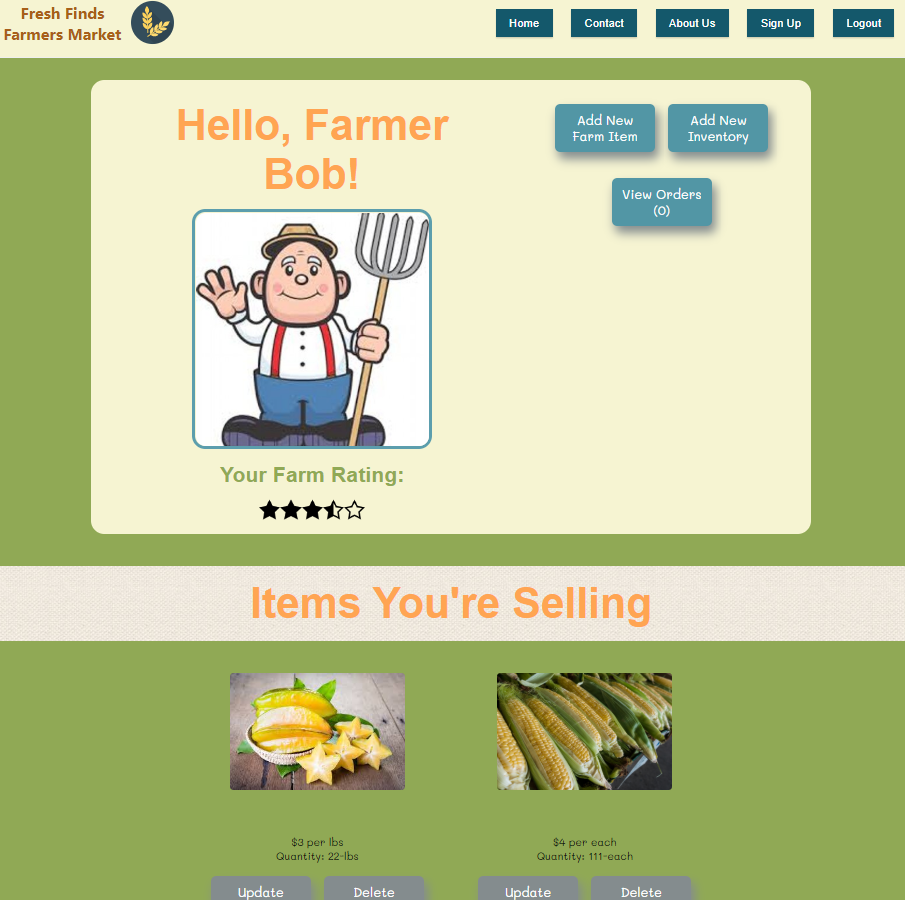 Fresh Finds
Farmers Market
Home
Contact
About Us
Sign Up
Logout
Hello, Farmer
Bob!
Add New
Farm Item
Add New
Inventory
View Orders
(0)
Your Farm Rating:
Items You're Selling
$3 per lbs
Quantity: 22-lbs
Update
Delete
$4 per each
Quantity: 111-each
Update
Delete